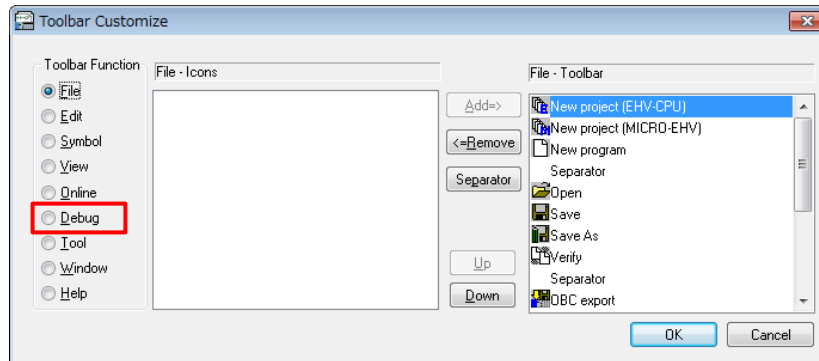 Toolbar Customize
Toolbar Function
File
Edit
Symbol
View
Online
Debug
Tool
Window
Help
File - Icons
Add=>
<=Remove
Separator
Up
Down
File - Toolbar
New project (EHV-CPU)
New project (MICRO-EHV)
New program
Separator
Open
Save
Save As
Verify
Separator
OBC export
OK
Cancel